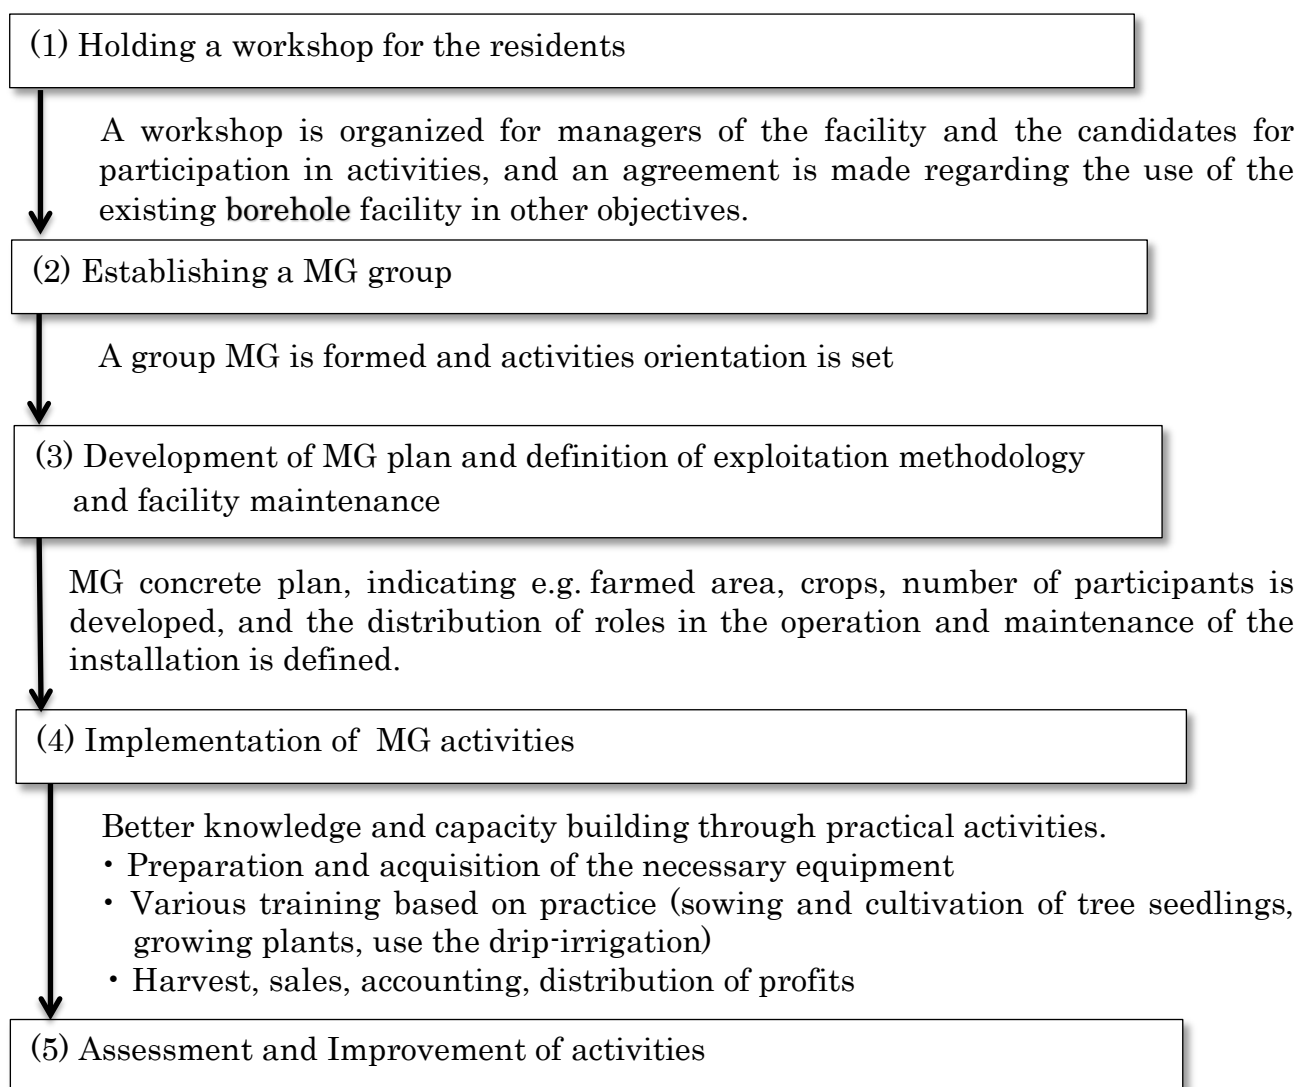 (1) Holding a workshop for the residents
A workshop is organized for managers of the facility and the candidates for
participation in activities, and an agreement is made regarding the use of the
existing borehole facility in other objectives.
(2) Establishing a MG group
A group MG is formed and activities orientation is set
(3) Development of MG plan and definition of exploitation methodology
and facility maintenance
MG concrete plan, indicating e.g. farmed area, crops, number of participants is
developed, and the distribution of roles in the operation and maintenance of the
installation is defined.
(4) Implementation of MG activities
Better knowledge and capacity building through practical activities.
・Preparation and acquisition of the necessary equipment
・Various training based on practice (sowing and cultivation of tree seedlings,
growing plants, use the drip-irrigation)
・Harvest, sales, accounting, distribution of profits
(5) Assessment and Improvement of activities